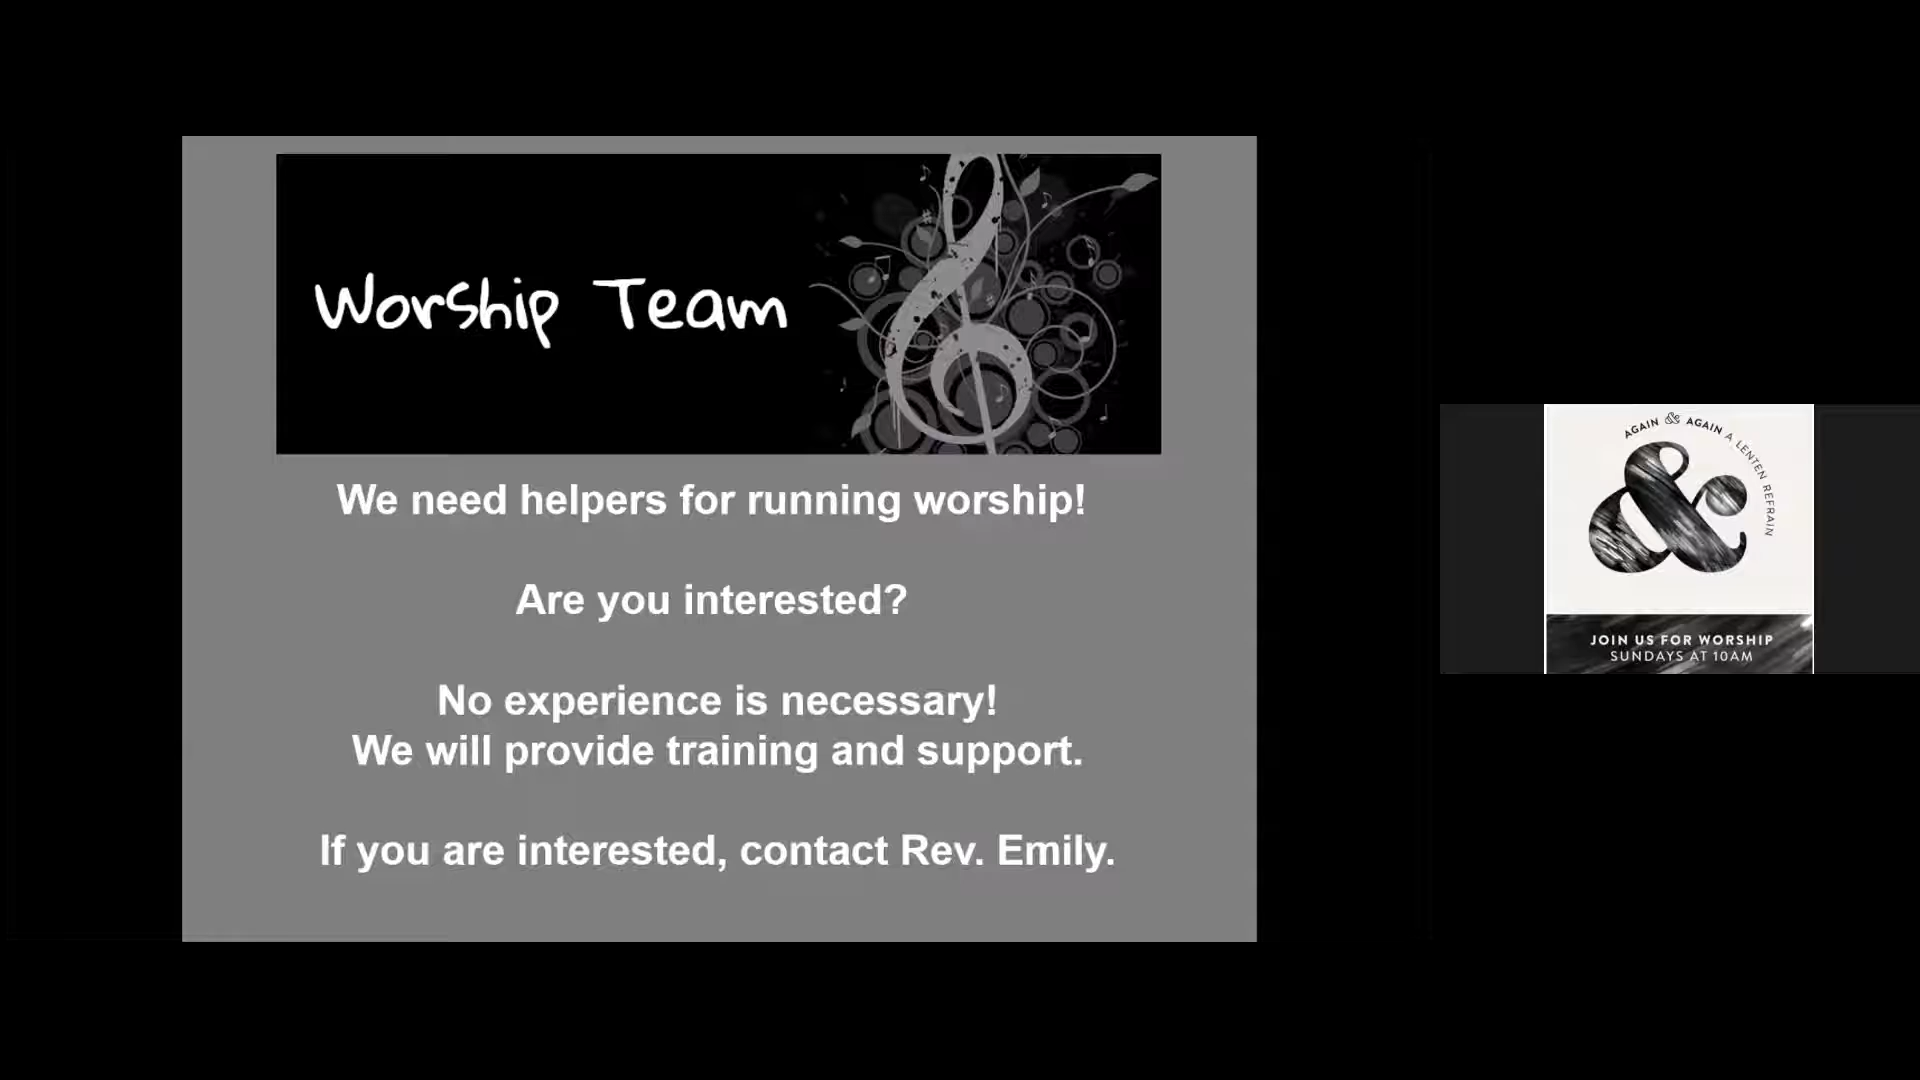 Worship Team
We need helpers for running worship!
Are you interested?
No experience is necessary!
We will provide training and support.
If you are interested, contact Rev. Emily.
AGAIN & AGAIN A LENTEN REFRAIN
&
JOIN US FOR WORSHIP
SUNDAYS AT 10AM